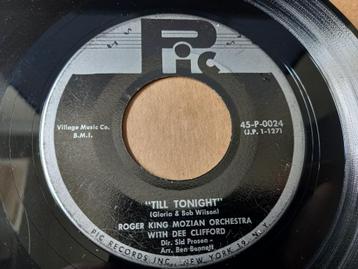 Pic
Village Music Co.
B.M.I.
45-P-0024
(J.P. 1-127)
"TILL TONIGHT"
(Gloria & Bob Wilson)
ROGER KING MOZIAN ORCHESTRA
WITH DEE CLIFFORD
Dir. Sid Prosen -
Arr. Ben Bennett
PIC RECORDS INC., NEW YORK 19, N. Y.